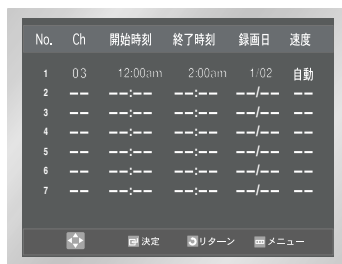 No. Ch 開始時刻 終了時刻 録画日 速度
1 03 12:00am 2:00am 1/02 自動
2 -- --:-- --:-- --/-- --
3 -- --:-- --:-- --/-- --
4 -- --:-- --:-- --/-- --
5 -- --:-- --:-- --/-- --
6 -- --:-- --:-- --/-- --
7 -- --:-- --:-- --/-- --
決定 リターン メニュー